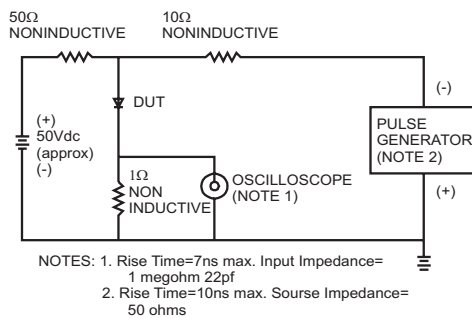 50Ω
NONINDUCTIVE
10Ω
NONINDUCTIVE
DUT
(+)
50Vdc
(approx)
(-)
1Ω
NON
INDUCTIVE
OSCILLOSCOPE
(NOTE 1)
(-)
PULSE
GENERATOR
(NOTE 2)
(+)
NOTES: 1. Rise Time=7ns max. Input Impedance=
1 megohm 22pf
2. Rise Time=10ns max. Sourse Impedance=
50 ohms